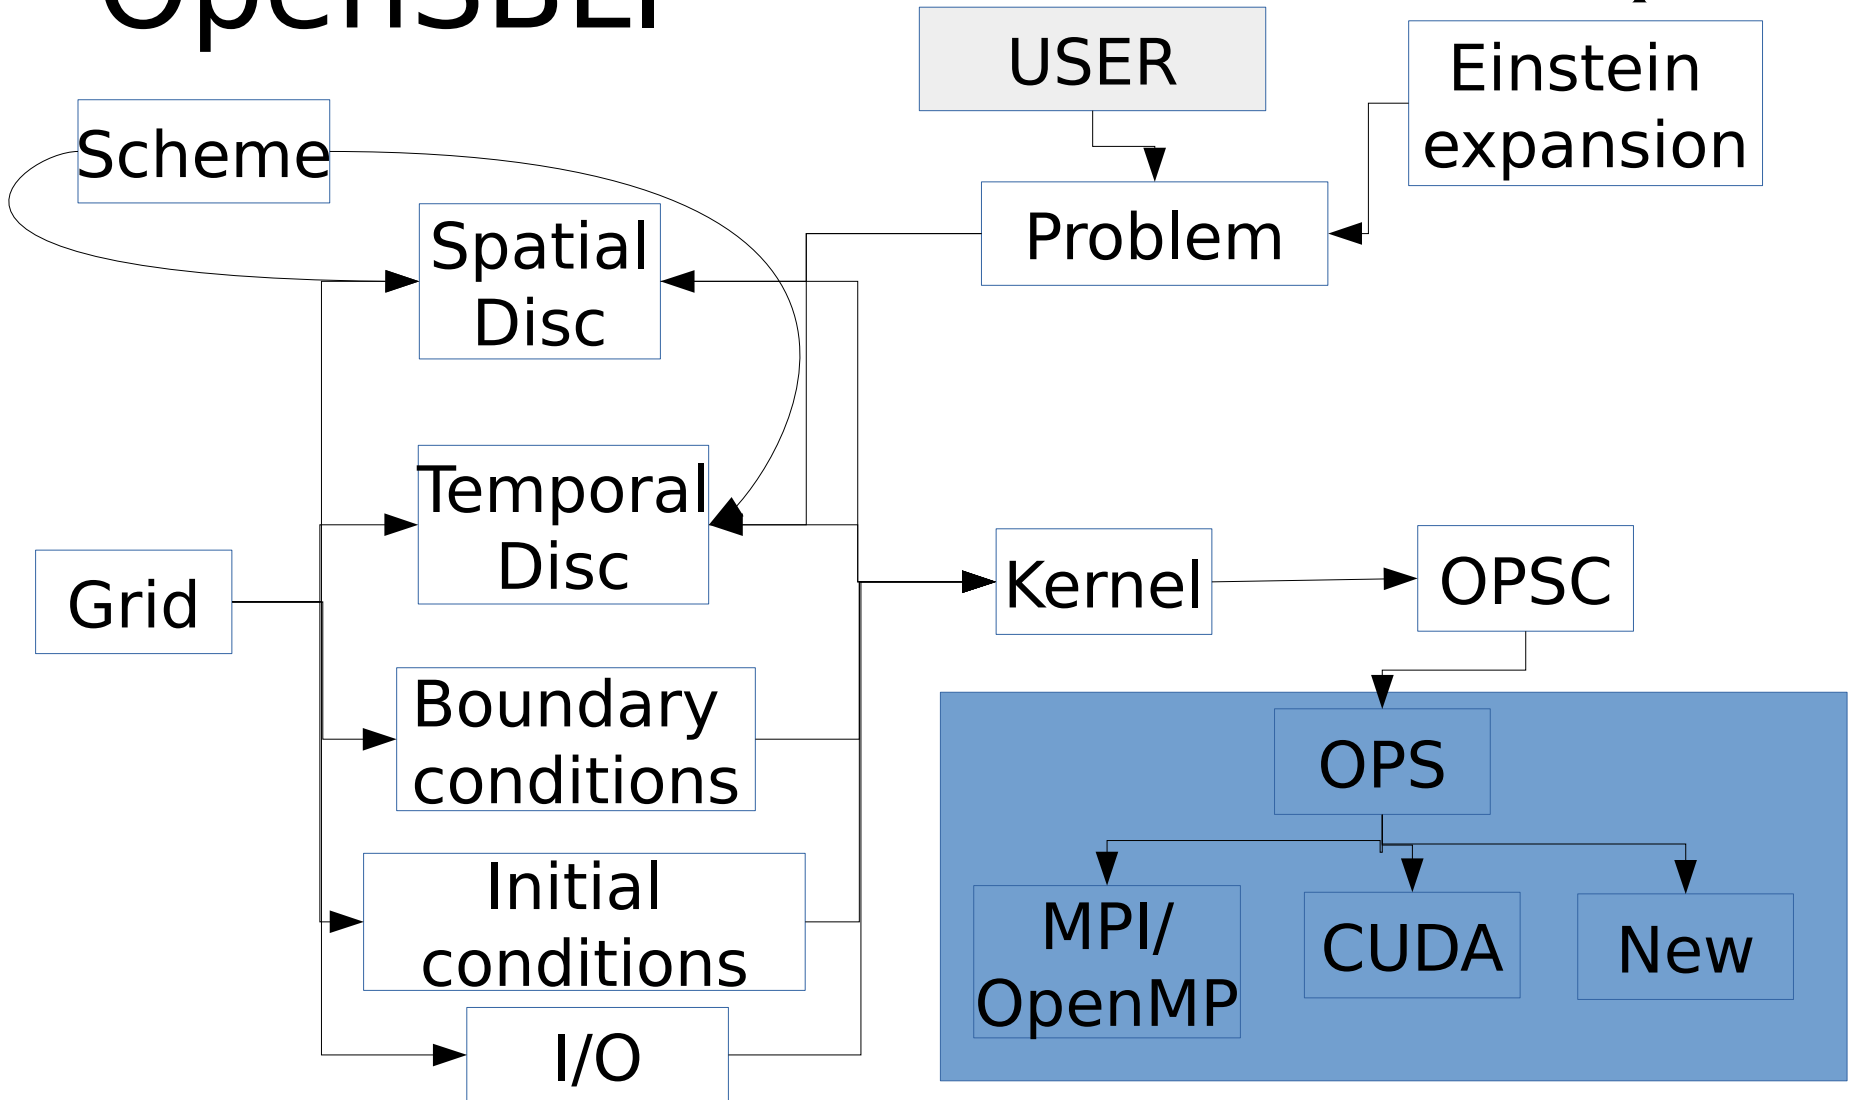 OpenSBLI
USER
Einstein
expansion
Scheme
Problem
Spatial
Disc
Temporal
Disc
Grid
Kernel
OPSC
Boundary
conditions
OPS
Initial
conditions
MPI/
OpenMP
CUDA
New
I/O